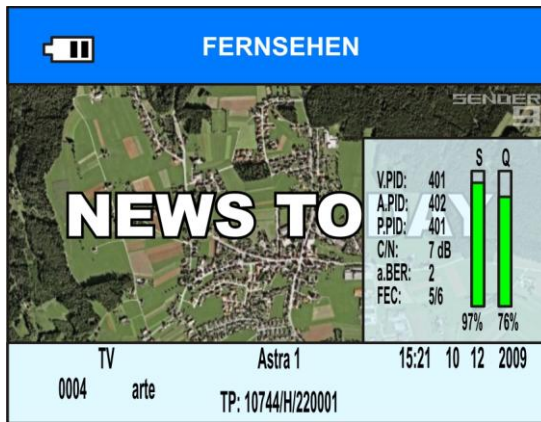 FERNSEHEN
SENDER
S
NEWS TODAY
S Q
V.PID: 401
A.PID: 402
P.PID: 401
C/N: 7 dB
a.BER: 2
FEC: 5/6
97% 76%
TV Astra 1 15:21 10 12 2009
0004 arte
TP: 10744/H/220001